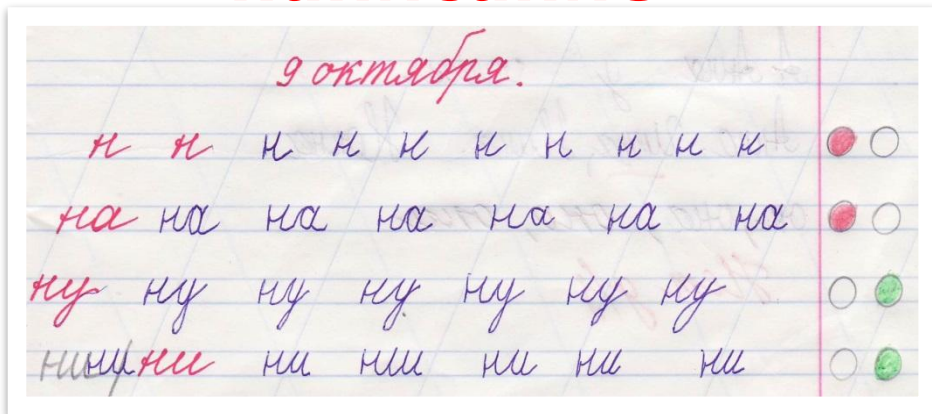 9 октября.
н н н н н н н н н н
на на на на на на на
ну ну ну ну ну ну ну
ни ни ни ни ни ни ни ни